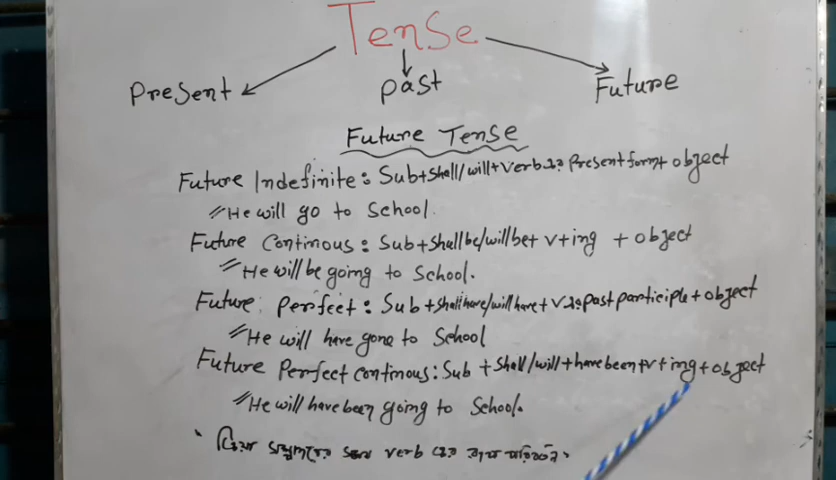 Tense
Present Past Future
Future Tense
Future Indefinite: Sub+shall/will+verb এর Present form+object
He will go to School.
Future Continous: Sub+shall be/will be+v+ing + object
He will be going to School.
Future Perfect: Sub+shall have/will have+v এর past participle+object
He will have gone to School
Future Perfect continous: Sub +shall/will+have been+v+ing+object
He will have been going to School.
verb